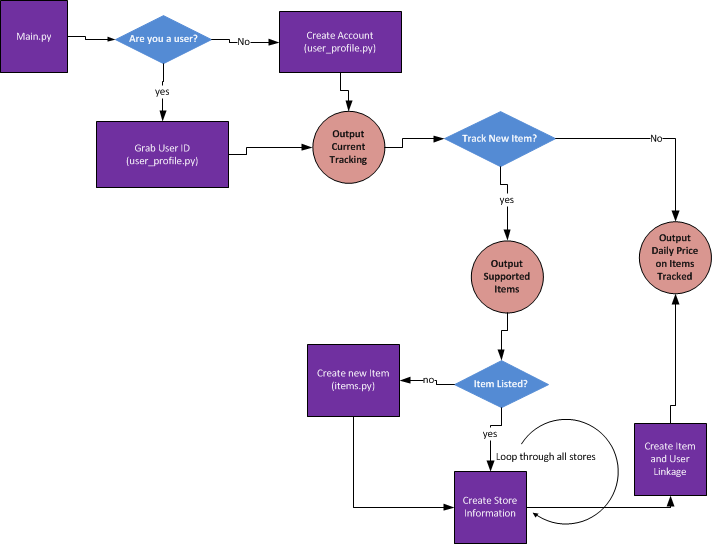 Main.py
Are you a user?
No
Create Account
(user_profile.py)
yes
Grab User ID
(user_profile.py)
Output
Current
Tracking
Track New Item?
No
yes
Output
Supported
Items
Output
Daily Price
on Items
Tracked
Create new Item
(items.py)
no
Item Listed?
yes
Loop through all stores
Create Store
Information
Create Item
and User
Linkage